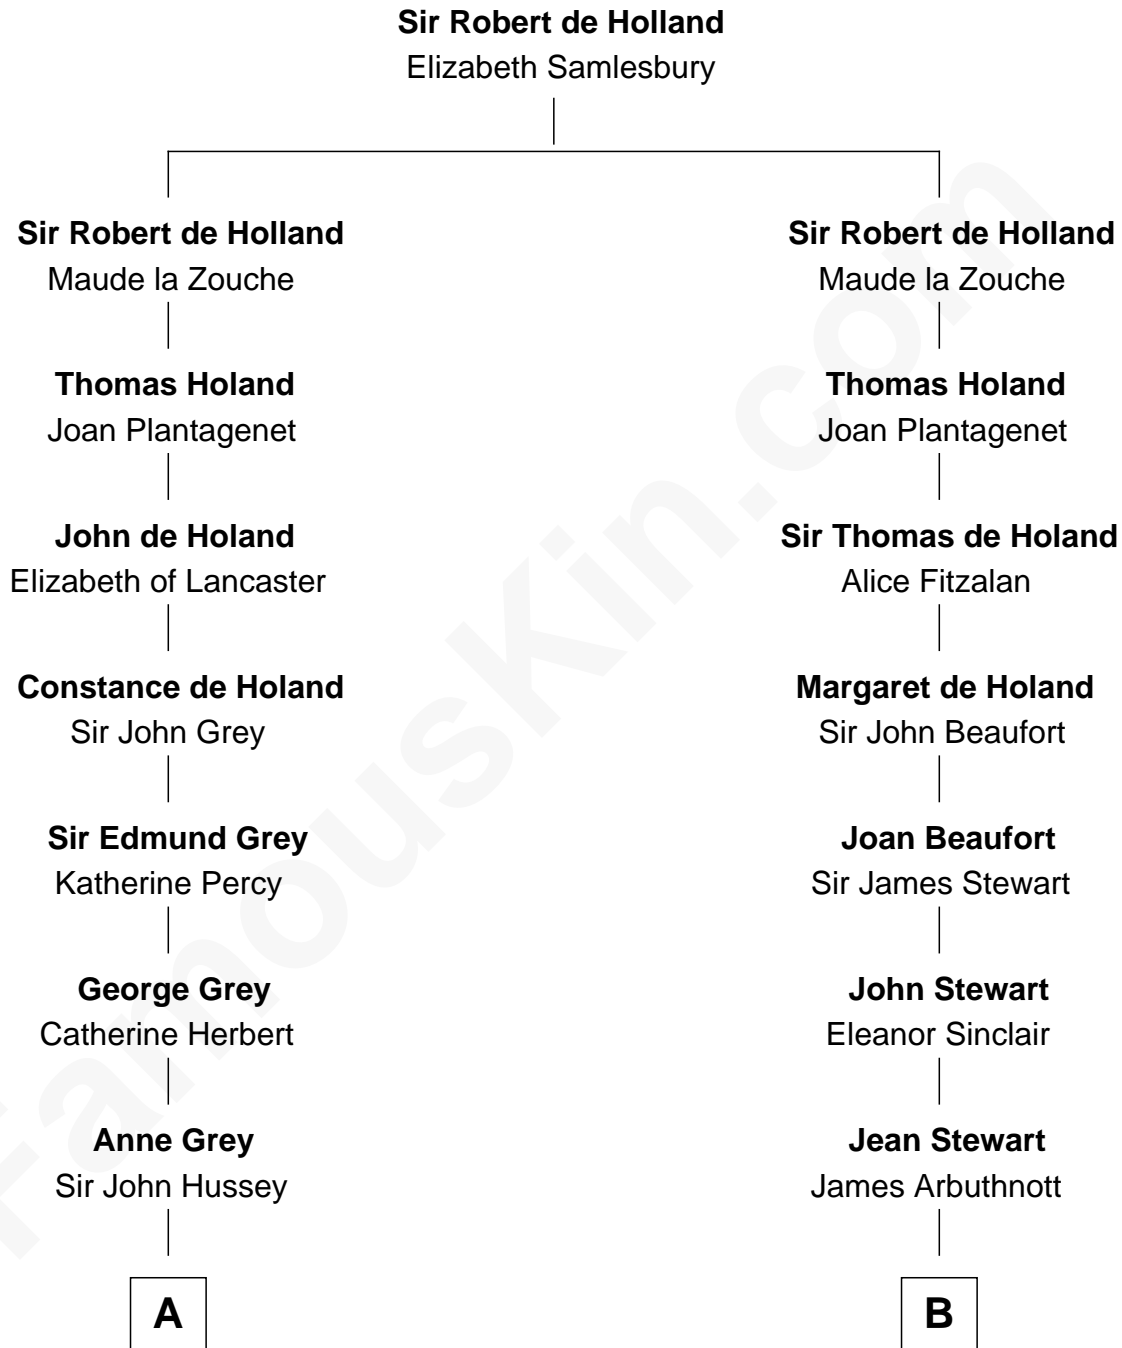 Sir Robert de Holland
Elizabeth Samlesbury
Sir Robert de Holland
Maude la Zouche
Thomas Holand
Joan Plantagenet
John de Holand
Elizabeth of Lancaster
Constance de Holand
Sir John Grey
Sir Edmund Grey
Katherine Percy
George Grey
Catherine Herbert
Anne Grey
Sir John Hussey
A
Sir Robert de Holland
Maude la Zouche
Thomas Holand
Joan Plantagenet
Sir Thomas de Holand
Alice Fitzalan
Margaret de Holand
Sir John Beaufort
Joan Beaufort
Sir James Stewart
John Stewart
Eleanor Sinclair
Jean Stewart
James Arbuthnott
B
FamousKin.com